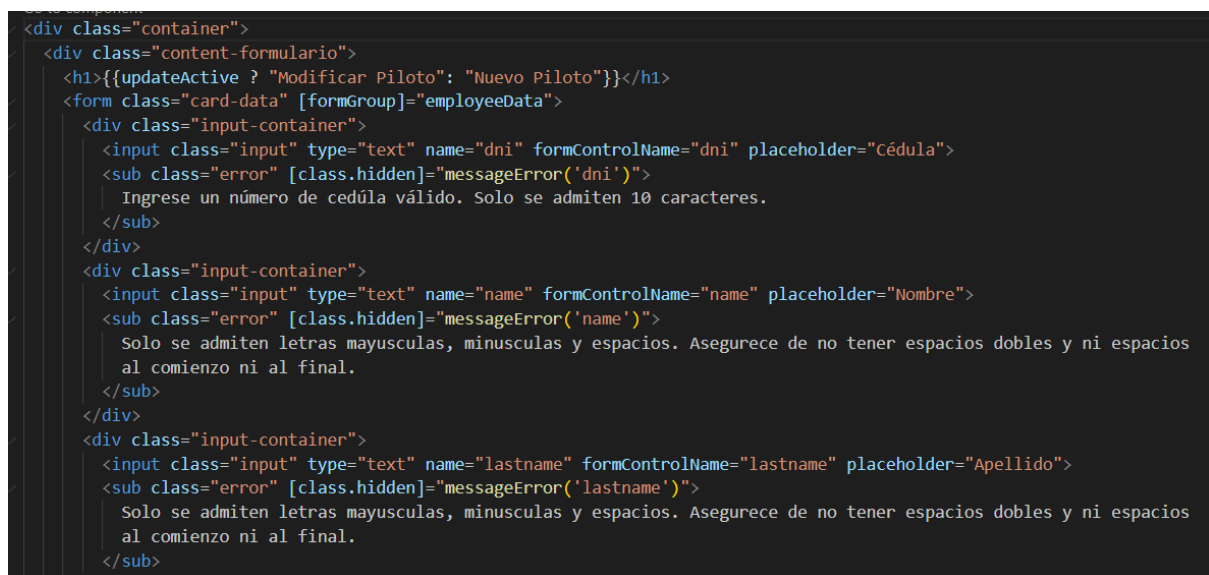 Go to component
<div class="container">
<div class="content-formulario">
<h1>{{updateActive ? "Modificar Piloto": "Nuevo Piloto"}}</h1>
<form class="card-data" [formGroup]="employeeData">
<div class="input-container">
<input class="input" type="text" name="dni" formControlName="dni" placeholder="Cédula">
<sub class="error" [class.hidden]="messageError('dni')">
Ingrese un número de cedúla válido. Solo se admiten 10 caracteres.
</sub>
</div>
<div class="input-container">
<input class="input" type="text" name="name" formControlName="name" placeholder="Nombre">
<sub class="error" [class.hidden]="messageError('name')">
Solo se admiten letras mayusculas, minusculas y espacios. Asegurece de no tener espacios dobles y ni espacios
al comienzo ni al final.
</sub>
</div>
<div class="input-container">
<input class="input" type="text" name="lastname" formControlName="lastname" placeholder="Apellido">
<sub class="error" [class.hidden]="messageError('lastname')">
Solo se admiten letras mayusculas, minusculas y espacios. Asegurece de no tener espacios dobles y ni espacios
al comienzo ni al final.
</sub>